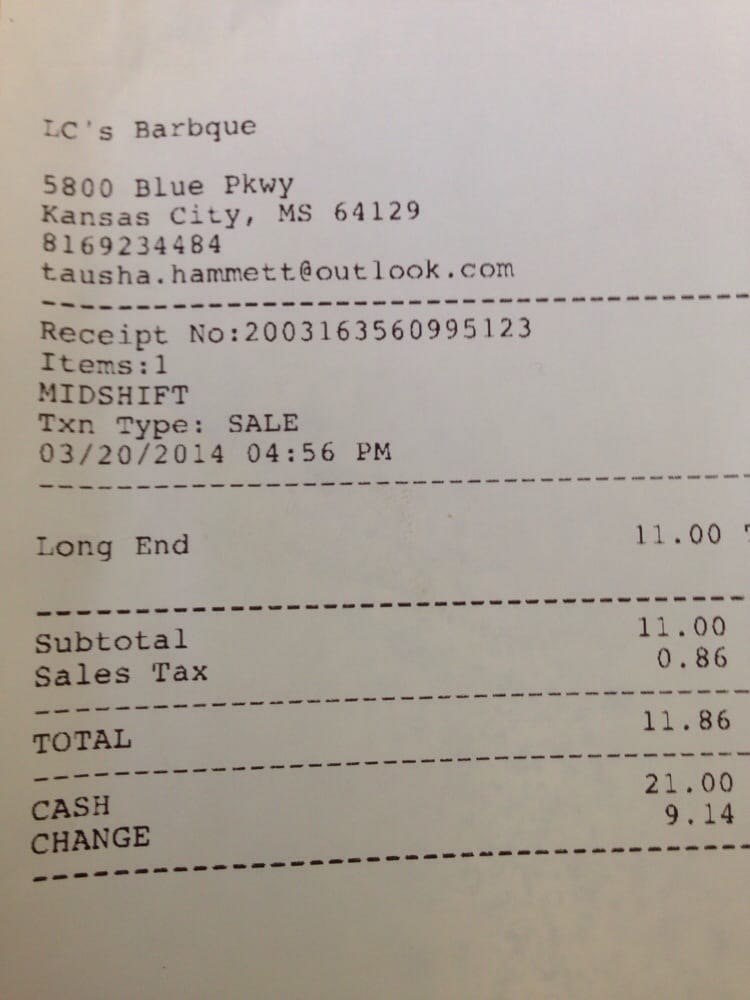 LC's Barbque
5800 Blue Pkwy
Kansas City, MS 64129
8169234484
tausha.hammett@outlook.com
Receipt No:2003163560995123
Items:1
MIDSHIFT
Txn Type: SALE
03/20/2014 04:56 PM
Long End 11.00
Subtotal 11.00
Sales Tax 0.86
TOTAL 11.86
CASH 21.00
CHANGE 9.14